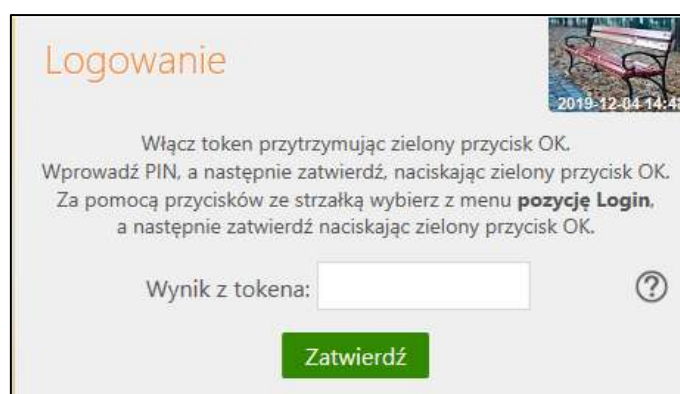 Logowanie
2019-12-04 14:48
Włącz token przytrzymując zielony przycisk OK.
Wprowadź PIN, a następnie zatwierdź, naciskając zielony przycisk OK.
Za pomocą przycisków ze strzałką wybierz z menu pozycję Login,
a następnie zatwierdź naciskając zielony przycisk OK.
Wynik z tokena:
?
Zatwierdź